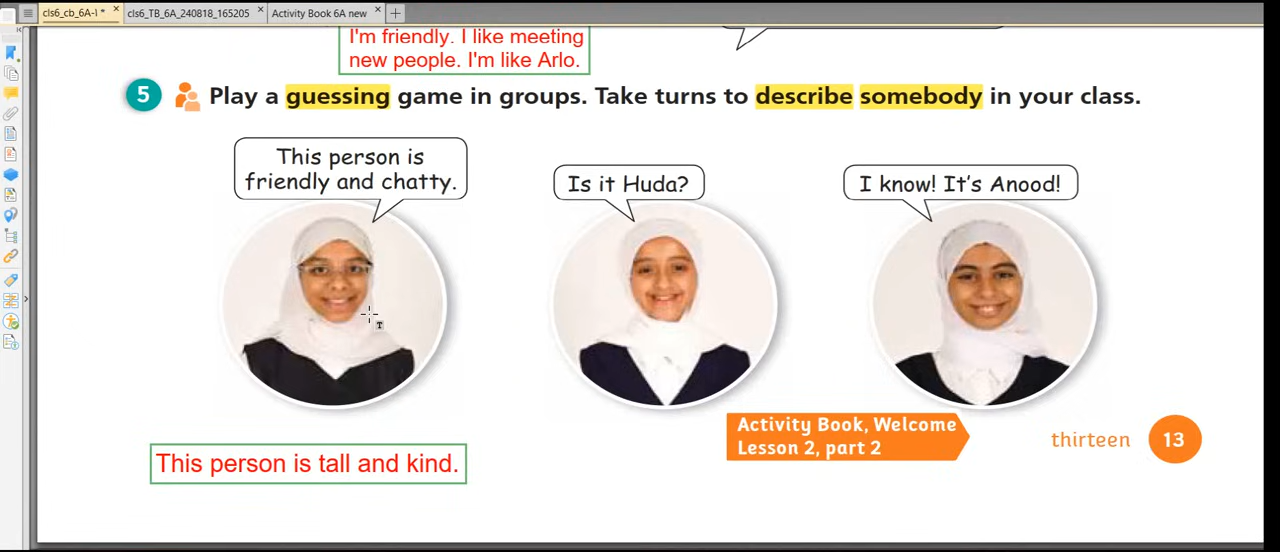 cls6_cb_6A-1 *
cls6_TB_6A_240818_165205
Activity Book 6A new
I'm friendly. I like meeting
new people. I'm like Arlo.
5 Play a guessing game in groups. Take turns to describe somebody in your class.
This person is
friendly and chatty.
Is it Huda?
I know! It's Anood!
Activity Book, Welcome
Lesson 2, part 2
thirteen 13
This person is tall and kind.